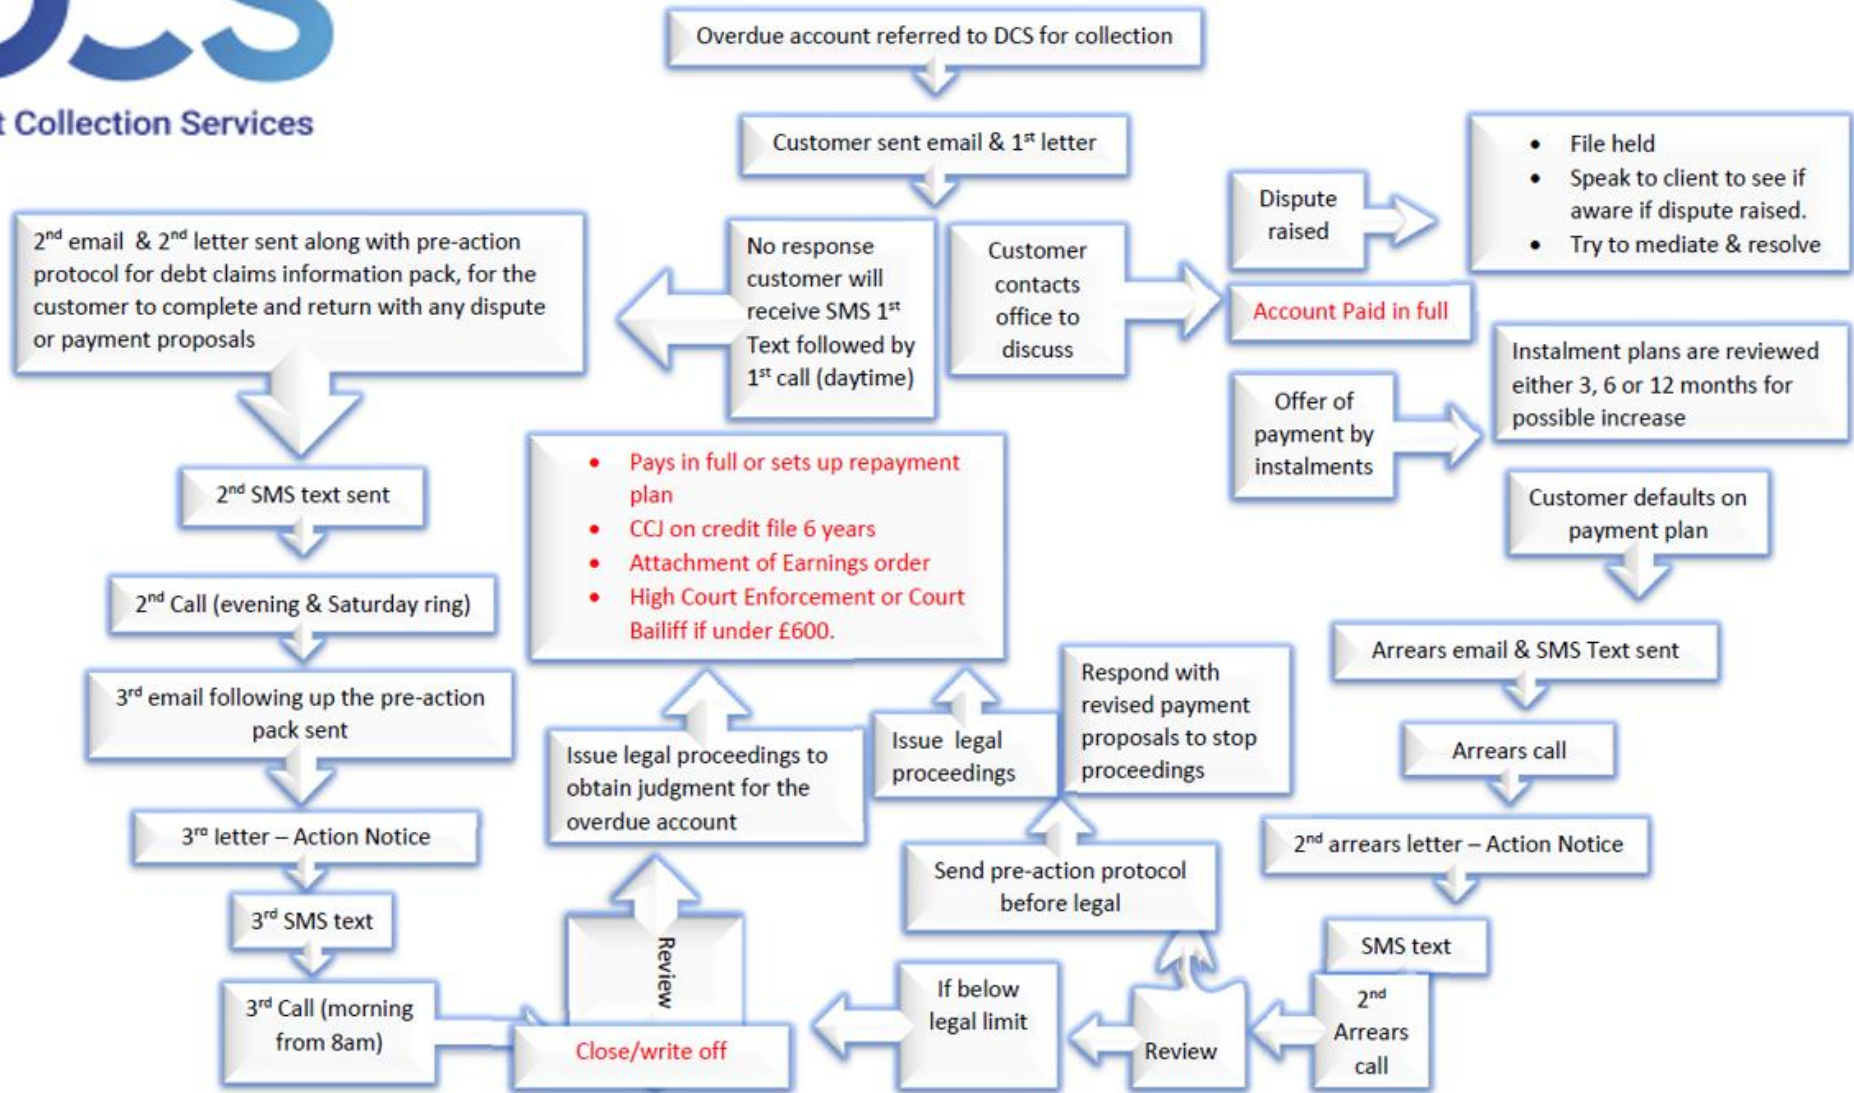 DCS
t Collection Services
Overdue account referred to DCS for collection
Customer sent email & 1st letter
No response
customer will
receive SMS 1st
Text followed by
1st call (daytime)
Customer
contacts
office to
discuss
Dispute
raised
• File held
• Speak to client to see if
aware if dispute raised.
• Try to mediate & resolve
Account Paid in full
Offer of
payment by
instalments
Instalment plans are reviewed
either 3, 6 or 12 months for
possible increase
Customer defaults on
payment plan
Arrears email & SMS Text sent
Arrears call
2nd arrears letter – Action Notice
SMS text
2nd
Arrears
call
Review
If below
legal limit
Send pre-action protocol
before legal
Respond with
revised payment
proposals to stop
proceedings
Issue legal
proceedings
2nd email & 2nd letter sent along with pre-action
protocol for debt claims information pack, for the
customer to complete and return with any dispute
or payment proposals
2nd SMS text sent
2nd Call (evening & Saturday ring)
3rd email following up the pre-action
pack sent
3rd letter – Action Notice
3rd SMS text
3rd Call (morning
from 8am)
Close/write off
Review
Issue legal proceedings to
obtain judgment for the
overdue account
• Pays in full or sets up repayment
plan
• CCJ on credit file 6 years
• Attachment of Earnings order
• High Court Enforcement or Court
Bailiff if under £600.